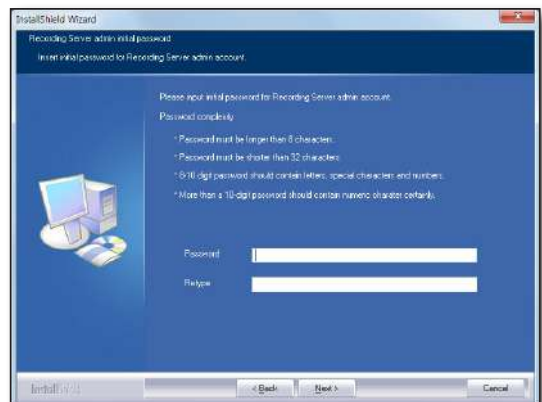 InstallShield Wizard
Recording Server admin initial password
Insert initial password for Recording Server admin account.
Please input initial password for Recording Server admin account.
Password complexity
* Password must be longer than 8 characters.
* Password must be shorter than 32 characters.
* 8-10 digit password should contain letters, special characters and numbers.
* More than a 10-digit password should contain numeric charater certainly.
Password
Retype
InstallShield
< Back
Next >
Cancel